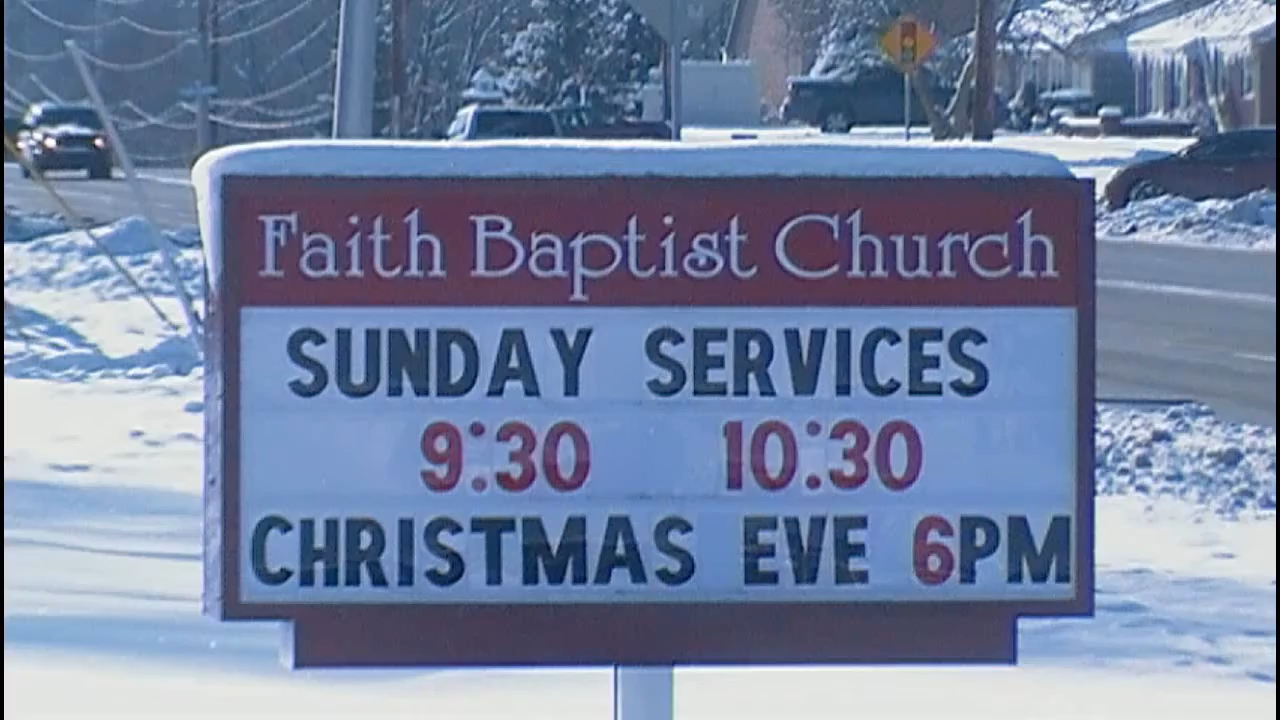 Faith Baptist Church
SUNDAY SERVICES
9:30 10:30
CHRISTMAS EVE 6PM